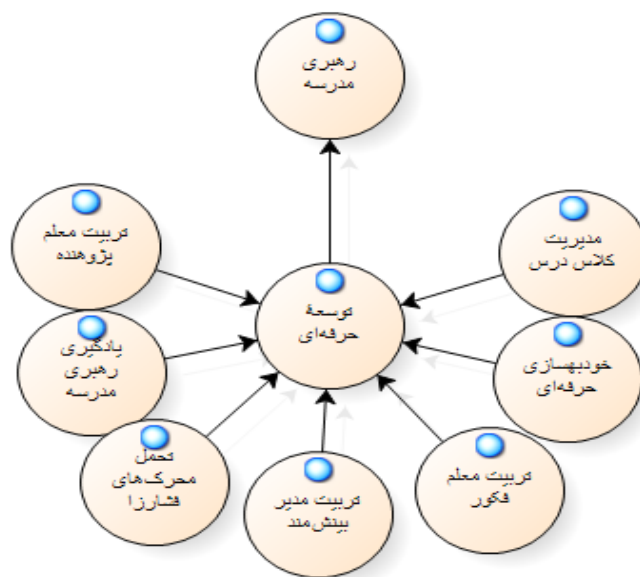 رهبری
مدرسه
تربیت معلم
پژوهنده
مدیریت
کلاس درس
توسعهٔ
حرفه‌ای
یادگیری
رهبری
مدرسه
خودبهسازی
حرفه‌ای
تحمل
محرک‌های
فشارزا
تربیت مدیر
بینش‌مند
تربیت معلم
فکور